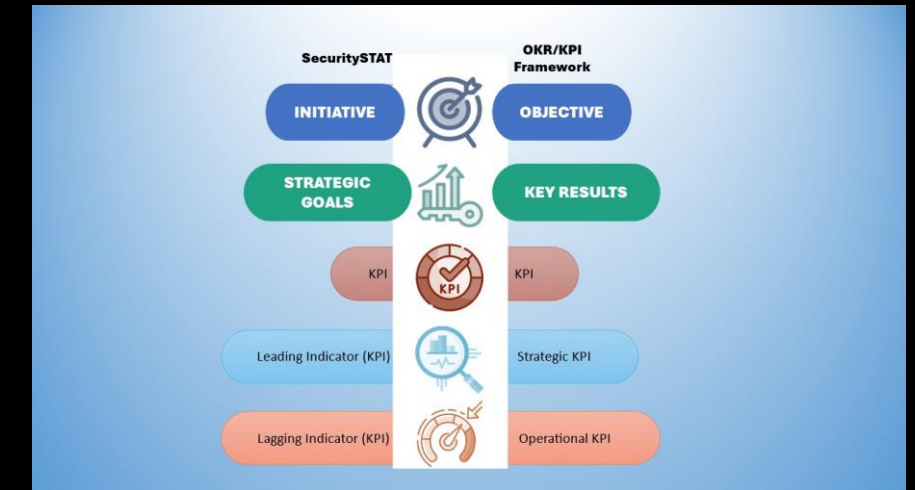 SecuritySTAT
OKR/KPI
Framework
INITIATIVE
OBJECTIVE
STRATEGIC
GOALS
KEY RESULTS
KPI
KPI
KPI
Leading Indicator (KPI)
Strategic KPI
Lagging Indicator (KPI)
Operational KPI